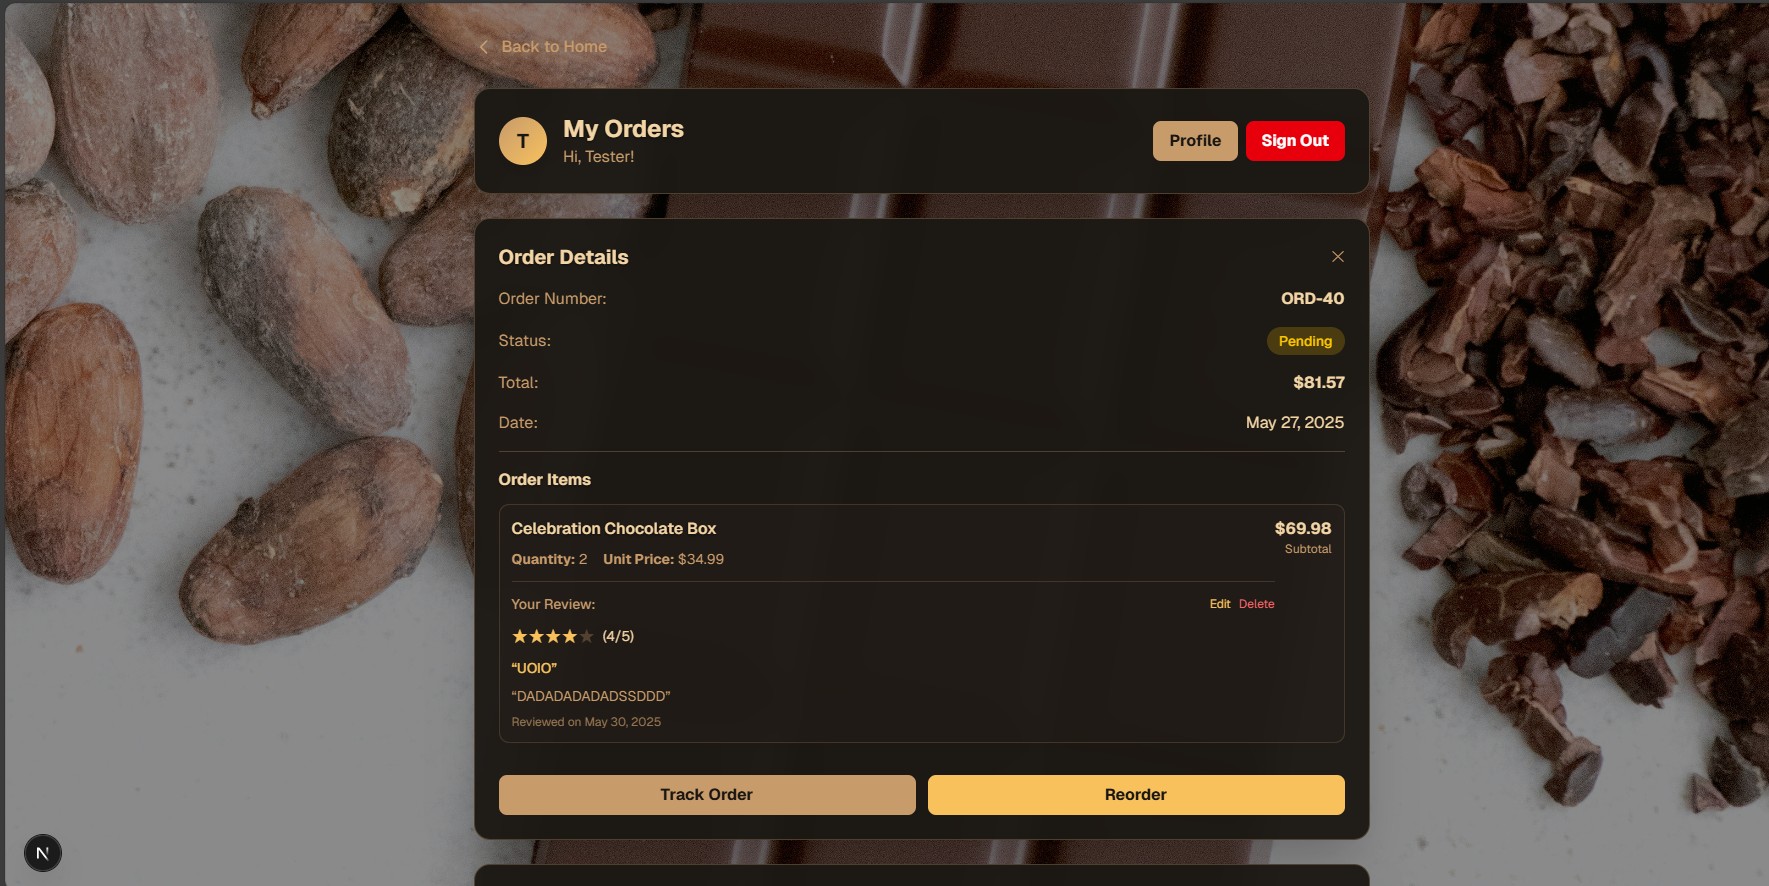 Back to Home
T
My Orders
Hi, Tester!
Profile
Sign Out
Order Details
Order Number:
ORD-40
Status:
Pending
Total:
$81.57
Date:
May 27, 2025
Order Items
Celebration Chocolate Box
$69.98
Quantity: 2 Unit Price: $34.99
Subtotal
Your Review:
Edit Delete
(4/5)
“UOIO”
“DADADADADADSSDDD”
Reviewed on May 30, 2025
Track Order
Reorder
N